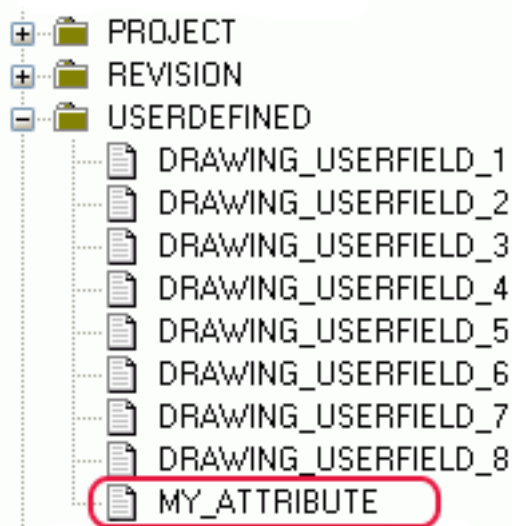 PROJECT
REVISION
USERDEFINED
DRAWING_USERFIELD_1
DRAWING_USERFIELD_2
DRAWING_USERFIELD_3
DRAWING_USERFIELD_4
DRAWING_USERFIELD_5
DRAWING_USERFIELD_6
DRAWING_USERFIELD_7
DRAWING_USERFIELD_8
MY_ATTRIBUTE